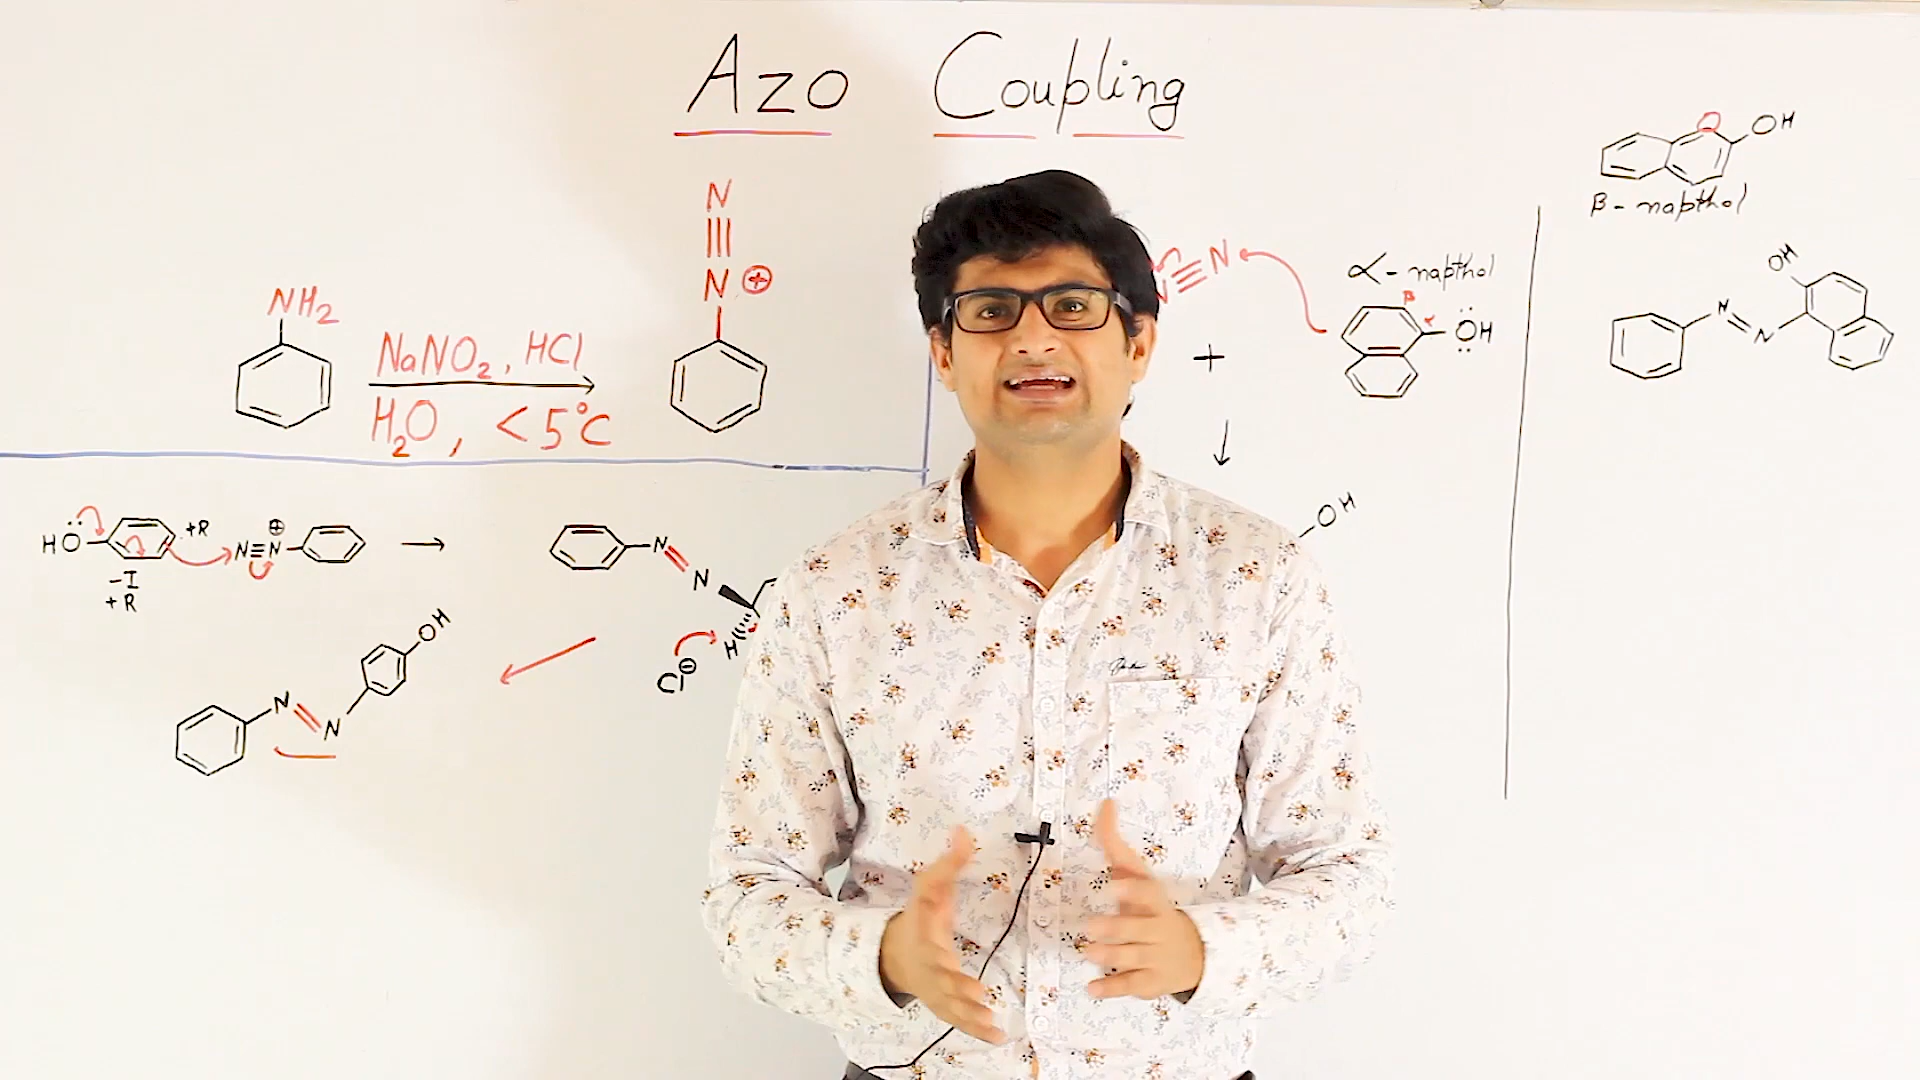 Azo Coupling
NH2
NaNO2, HCl
H2O, <5°C
N
N⊕
HO
+R
-I
+R
N≡N
⊕
N
N
H
Cl⊖
N
N
OH
N≡N
+
α-napthol
β
α
OH
OH
OH
β-napthol
OH
N
N